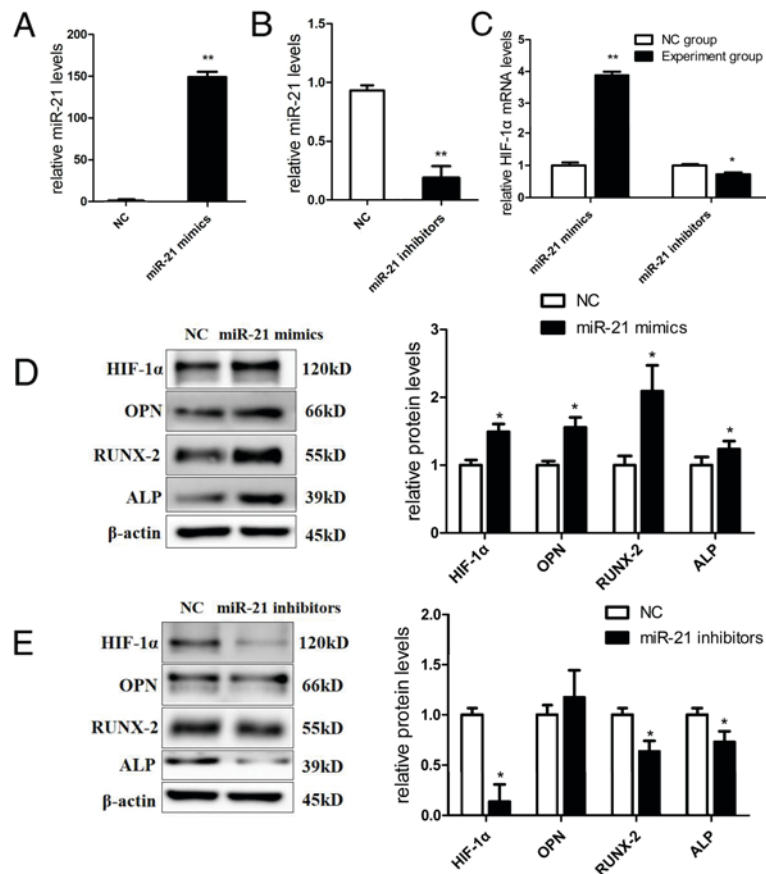 A
relative miR-21 levels
200
150
100
50
0
**
NC
miR-21 mimics
B
relative miR-21 levels
1.5
1.0
0.5
0.0
**
NC
miR-21 inhibitors
C
NC group
Experiment group
relative HIF-1α mRNA levels
5
4
3
2
1
0
**
*
miR-21 mimics
miR-21 inhibitors
D
NC miR-21 mimics
HIF-1α 120kD
OPN 66kD
RUNX-2 55kD
ALP 39kD
β-actin 45kD
NC
miR-21 mimics
relative protein levels
3
2
1
0
*
*
*
*
HIF-1α
OPN
RUNX-2
ALP
E
NC miR-21 inhibitors
HIF-1α 120kD
OPN 66kD
RUNX-2 55kD
ALP 39kD
β-actin 45kD
NC
miR-21 inhibitors
relative protein levels
2.0
1.5
1.0
0.5
0.0
*
*
*
HIF-1α
OPN
RUNX-2
ALP